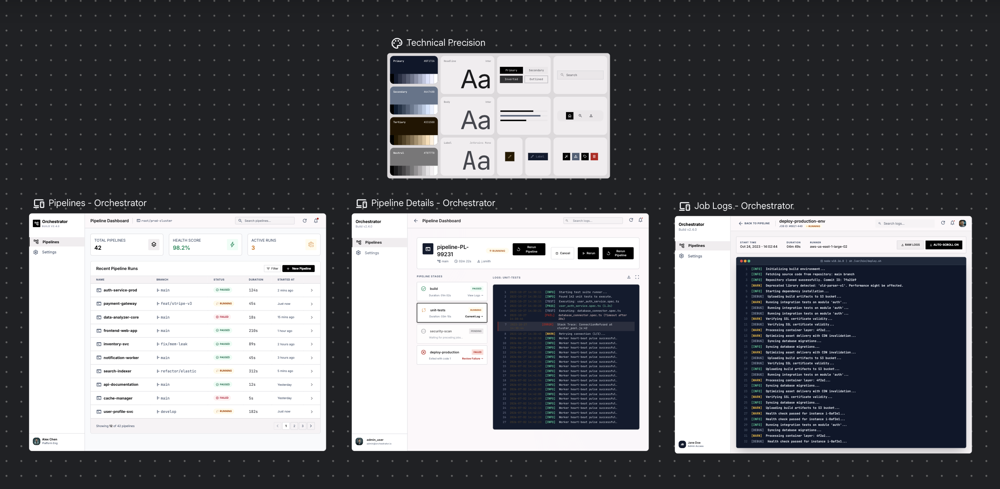 Technical Precision
Primary #0F172A
Secondary #64748B
Tertiary #231500
Neutral #787778
Headline Inter
Aa
Body Inter
Aa
Label Jetbrains Mono
Aa
Primary Secondary
Inverted Outlined
Search
Label
Pipelines - Orchestrator
Orchestrator
BUILD V2.4.0
Pipelines
Settings
Alex Chen
Platform Eng
Pipeline Dashboard root/prod-cluster Search pipelines...
TOTAL PIPELINES
42
HEALTH SCORE
98.2%
ACTIVE RUNS
3
Recent Pipeline Runs Filter + New Pipeline
NAME BRANCH STATUS DURATION STARTED AT
auth-service-prod main PASSED 124s 2 mins ago
payment-gateway feat/stripe-v3 RUNNING 45s Just now
data-analyzer-core main FAILED 18s 15 mins ago
frontend-web-app main PASSED 210s 1 hour ago
inventory-svc fix/mem-leak PASSED 89s 2 hours ago
notification-worker main PASSED 45s 3 hours ago
search-indexer refactor/elastic RUNNING 312s 5 mins ago
api-documentation main PASSED 12s Yesterday
cache-manager main FAILED 5s Yesterday
user-profile-svc develop RUNNING 182s Just now
Showing 12 of 42 pipelines 1 2 3
Pipeline Details - Orchestrator
Orchestrator
Build v2.4.0
Pipelines
Settings
admin_user
admin@orchestrator.io
Pipeline Dashboard Search logs...
pipeline-PL-
99231
RUNNING
main 02m 22s j.smith
Rerun
Pipeline
Cancel
Rerun
Rerun
Pipeline
PIPELINE STAGES
build PASSED
Duration: 01m 02s View Logs →
unit-tests RUNNING
Duration: 03m 10s Current Log →
security-scan PENDING
Waiting for preceding jobs...
deploy-production FAILED
Exited with code 1 Review Failure →
LOGS: UNIT-TESTS
1 2023-10-27 14:30:11 [INFO] Starting test suite runner...
2 2023-10-27 14:30:12 [INFO] Found 142 unit tests to execute.
3 2023-10-27 14:30:15 [TEST] Executing: user_auth_service.spec.ts
4 2023-10-27 14:30:20 [PASS] user_auth_service.spec.ts (1.2s)
5 2023-10-27 14:30:21 [TEST] Executing: database_connector.spec.ts
6 2023-10-27 [FAIL] database_connector.spec.ts (Timeout after
14:30:44 20s)
7 2023-10-27 [ERROR] Stack Trace: ConnectionRefused at
14:30:44 cluster_pool.js:42
8 2023-10-27 14:30:45 [WARN] Retrying connection (1/3)...
9 [INFO] Worker heart-beat pulse successful.
10 [INFO] Worker heart-beat pulse successful.
11 [INFO] Worker heart-beat pulse successful.
12 [INFO] Worker heart-beat pulse successful.
13 [INFO] Worker heart-beat pulse successful.
14 [INFO] Worker heart-beat pulse successful.
15 [INFO] Worker heart-beat pulse successful.
16 [INFO] Worker heart-beat pulse successful.
17 [INFO] Worker heart-beat pulse successful.
18 [INFO] Worker heart-beat pulse successful.
19 [INFO] Worker heart-beat pulse successful.
20 [INFO] Worker heart-beat pulse successful.
21 [INFO] Worker heart-beat pulse successful.
22 [INFO] Worker heart-beat pulse successful.
23 [INFO] Worker heart-beat pulse successful.
24 [INFO] Worker heart-beat pulse successful.
25 [INFO] Worker heart-beat pulse successful.
26 [INFO] Worker heart-beat pulse successful.
27 [INFO] Worker heart-beat pulse successful.
Job Logs - Orchestrator
Orchestrator
Build v2.4.0
Pipelines
Settings
JD
Jane Doe
Admin Access
BACK TO PIPELINE
deploy-production-env
JOB ID: #8821-449 RUNNING
Search logs...
START TIME
Oct 24, 2023 - 14:02:44
DURATION
04m 49s
RUNNER
aws-us-east-1-large-02
RAW LOGS AUTO-SCROLL ON
node-v18.16.0 | sh /usr/bin/deploy.sh
1 [INFO] Initializing build environment...
2 [INFO] Fetching source code from repository: main branch
3 [INFO] Repository cloned successfully. Commit ID: 7fa21b9
4 [WARN] Deprecated library detected: 'old-parser-v1'. Performance might be affected.
5 [INFO] Starting dependency installation...
6 [DEBUG] Uploading build artifacts to S3 bucket...
7 [WARN] Running integration tests on module 'auth'...
8 [DEBUG] Running integration tests on module 'auth'...
9 [DEBUG] Running integration tests on module 'auth'...
10 [WARN] Verifying SSL certificate validity...
11 [DEBUG] Verifying SSL certificate validity...
12 [WARN] Processing container layer: 4f2a1...
13 [WARN] Optimizing asset delivery with CDN invalidation...
14 [DEBUG] Syncing database migrations...
15 [INFO] Syncing database migrations...
16 [WARN] Optimizing asset delivery with CDN invalidation...
17 [DEBUG] Uploading build artifacts to S3 bucket...
18 [DEBUG] Verifying SSL certificate validity...
19 [INFO] Uploading build artifacts to S3 bucket...
20 [DEBUG] Running integration tests on module 'auth'...
21 [WARN] Processing container layer: 4f2a1...
22 [INFO] Syncing database migrations...
23 [INFO] Optimizing asset delivery with CDN invalidation...
24 [WARN] Verifying SSL certificate validity...
25 [INFO] Syncing database migrations...
26 [WARN] Uploading build artifacts to S3 bucket...
27 [WARN] Health check passed for instance i-0af2e1...
28 [INFO] Health check passed for instance i-0af2e1...
29 [INFO] Running integration tests on module 'auth'...
30 [DEBUG] Syncing database migrations...
31 [WARN] Processing container layer: 4f2a1...
32 [DEBUG] Health check passed for instance i-0af2e1...